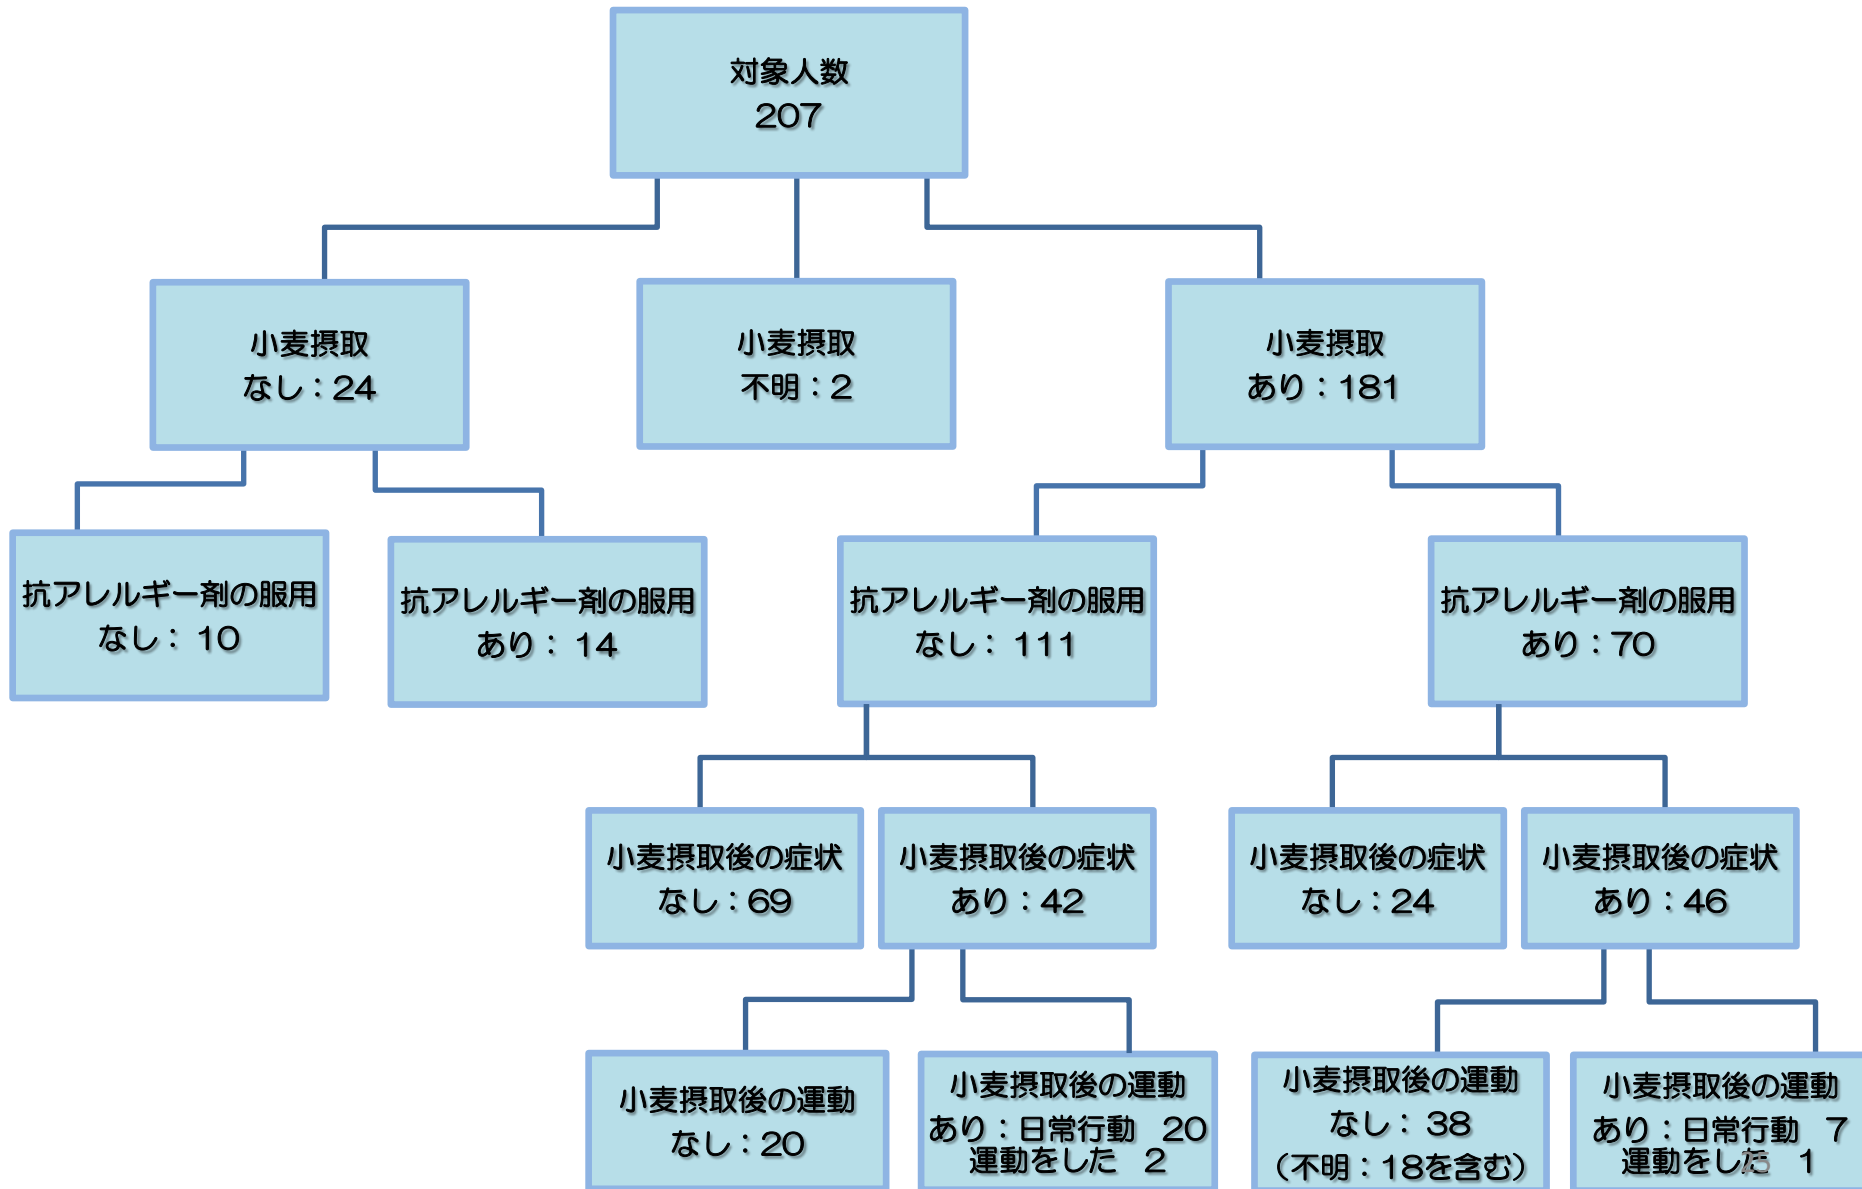 対象人数
207
小麦摂取
なし：24
小麦摂取
不明：2
小麦摂取
あり：181
抗アレルギー剤の服用
なし： 10
抗アレルギー剤の服用
あり： 14
抗アレルギー剤の服用
なし： 111
抗アレルギー剤の服用
あり：70
小麦摂取後の症状
なし：69
小麦摂取後の症状
あり：42
小麦摂取後の症状
なし：24
小麦摂取後の症状
あり：46
小麦摂取後の運動
なし：20
小麦摂取後の運動
あり：日常行動　20
運動をした　2
小麦摂取後の運動
なし： 38
（不明：18を含む）
小麦摂取後の運動
あり：日常行動　7
運動をした　1